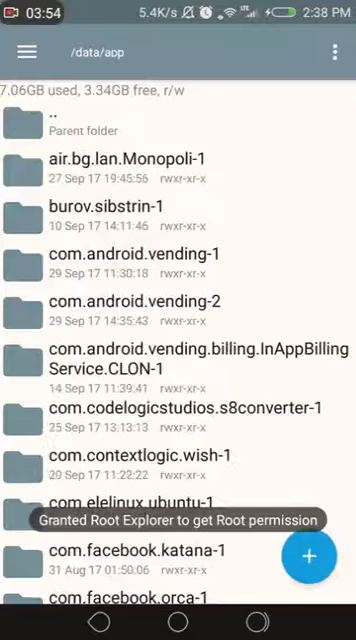 03:54
5.4K/s
2:38 PM
/data/app
7.06GB used, 3.34GB free, r/w
..
Parent folder
air.bg.lan.Monopoli-1
27 Sep 17 19:45:56 rwxr-xr-x
burov.sibstrin-1
10 Sep 17 14:11:46 rwxr-xr-x
com.android.vending-1
29 Sep 17 11:30:18 rwxr-xr-x
com.android.vending-2
29 Sep 17 14:35:43 rwxr-xr-x
com.android.vending.billing.InAppBilling
Service.CLON-1
14 Sep 17 11:39:41 rwxr-xr-x
com.codelogicstudios.s8converter-1
25 Sep 17 13:13:13 rwxr-xr-x
com.contextlogic.wish-1
20 Sep 17 11:22:22 rwxr-xr-x
com.elelinux.ubuntu-1
Granted Root Explorer to get Root permission
com.facebook.katana-1
31 Aug 17 01:50:06 rwxr-xr-x
com.facebook.orca-1